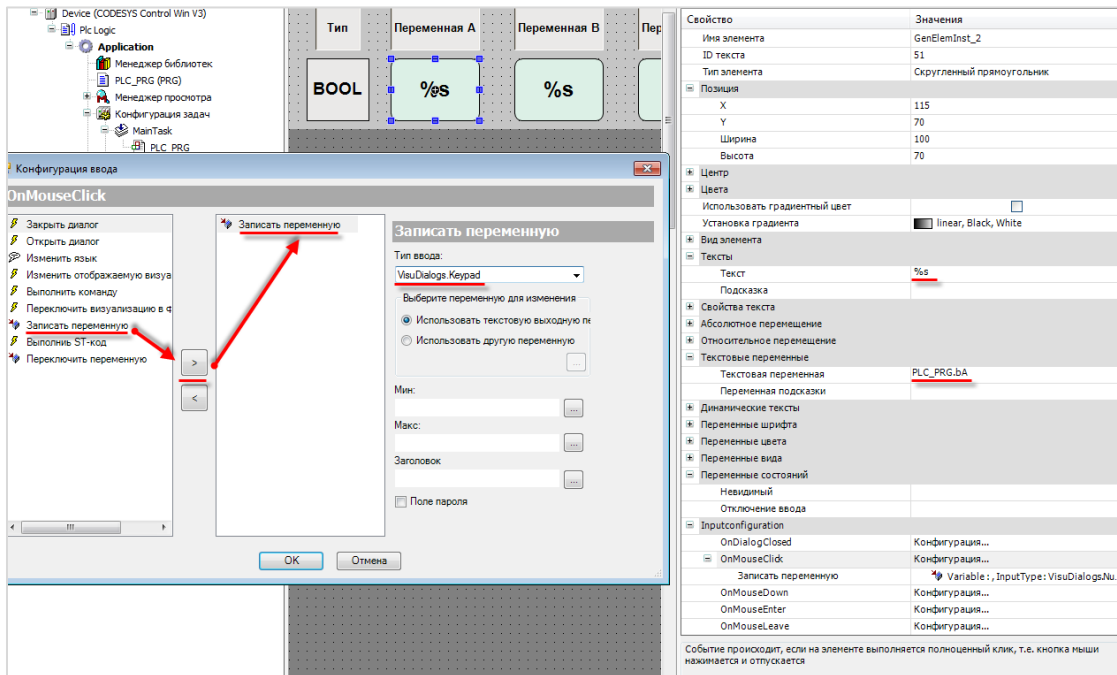 Device (CODESYS Control Win V3)
Plc Logic
Application
Менеджер библиотек
PLC_PRG (PRG)
Менеджер просмотра
Конфигурация задач
MainTask
PLC_PRG
Тип
Переменная A
Переменная B
Пер
BOOL
%s
%s
Конфигурация ввода
OnMouseClick
Закрыть диалог
Открыть диалог
Изменить язык
Изменить отображаемую визуа
Выполнить команду
Переключить визуализацию в ф
Записать переменную
Выполнить ST-код
Переключить переменную
>
<
Записать переменную
Записать переменную
Тип ввода:
VisuDialogs.Keypad
Выберите переменную для изменения
Использовать текстовую выходную пе
Использовать другую переменную
...
Мин:
...
Макс:
...
Заголовок
...
Поле пароля
OK
Отмена
Свойство Значения
Имя элемента GenElemInst_2
ID текста 51
Тип элемента Скругленный прямоугольник
Позиция
X 115
Y 70
Ширина 100
Высота 70
Центр
Цвета
Использовать градиентный цвет
Установка градиента linear, Black, White
Вид элемента
Тексты
Текст %s
Подсказка
Свойства текста
Абсолютное перемещение
Относительное перемещение
Текстовые переменные
Текстовая переменная PLC_PRG.bA
Переменная подсказки
Динамические тексты
Переменные шрифта
Переменные цвета
Переменные вида
Переменные состояний
Невидимый
Отключение ввода
Inputconfiguration
OnDialogClosed Конфигурация...
OnMouseClick Конфигурация...
Записать переменную Variable: , InputType: VisuDialogs.Nu.
OnMouseDown Конфигурация...
OnMouseEnter Конфигурация...
OnMouseLeave Конфигурация...
Событие происходит, если на элементе выполняется полноценный клик, т.е. кнопка мыши
нажимается и отпускается